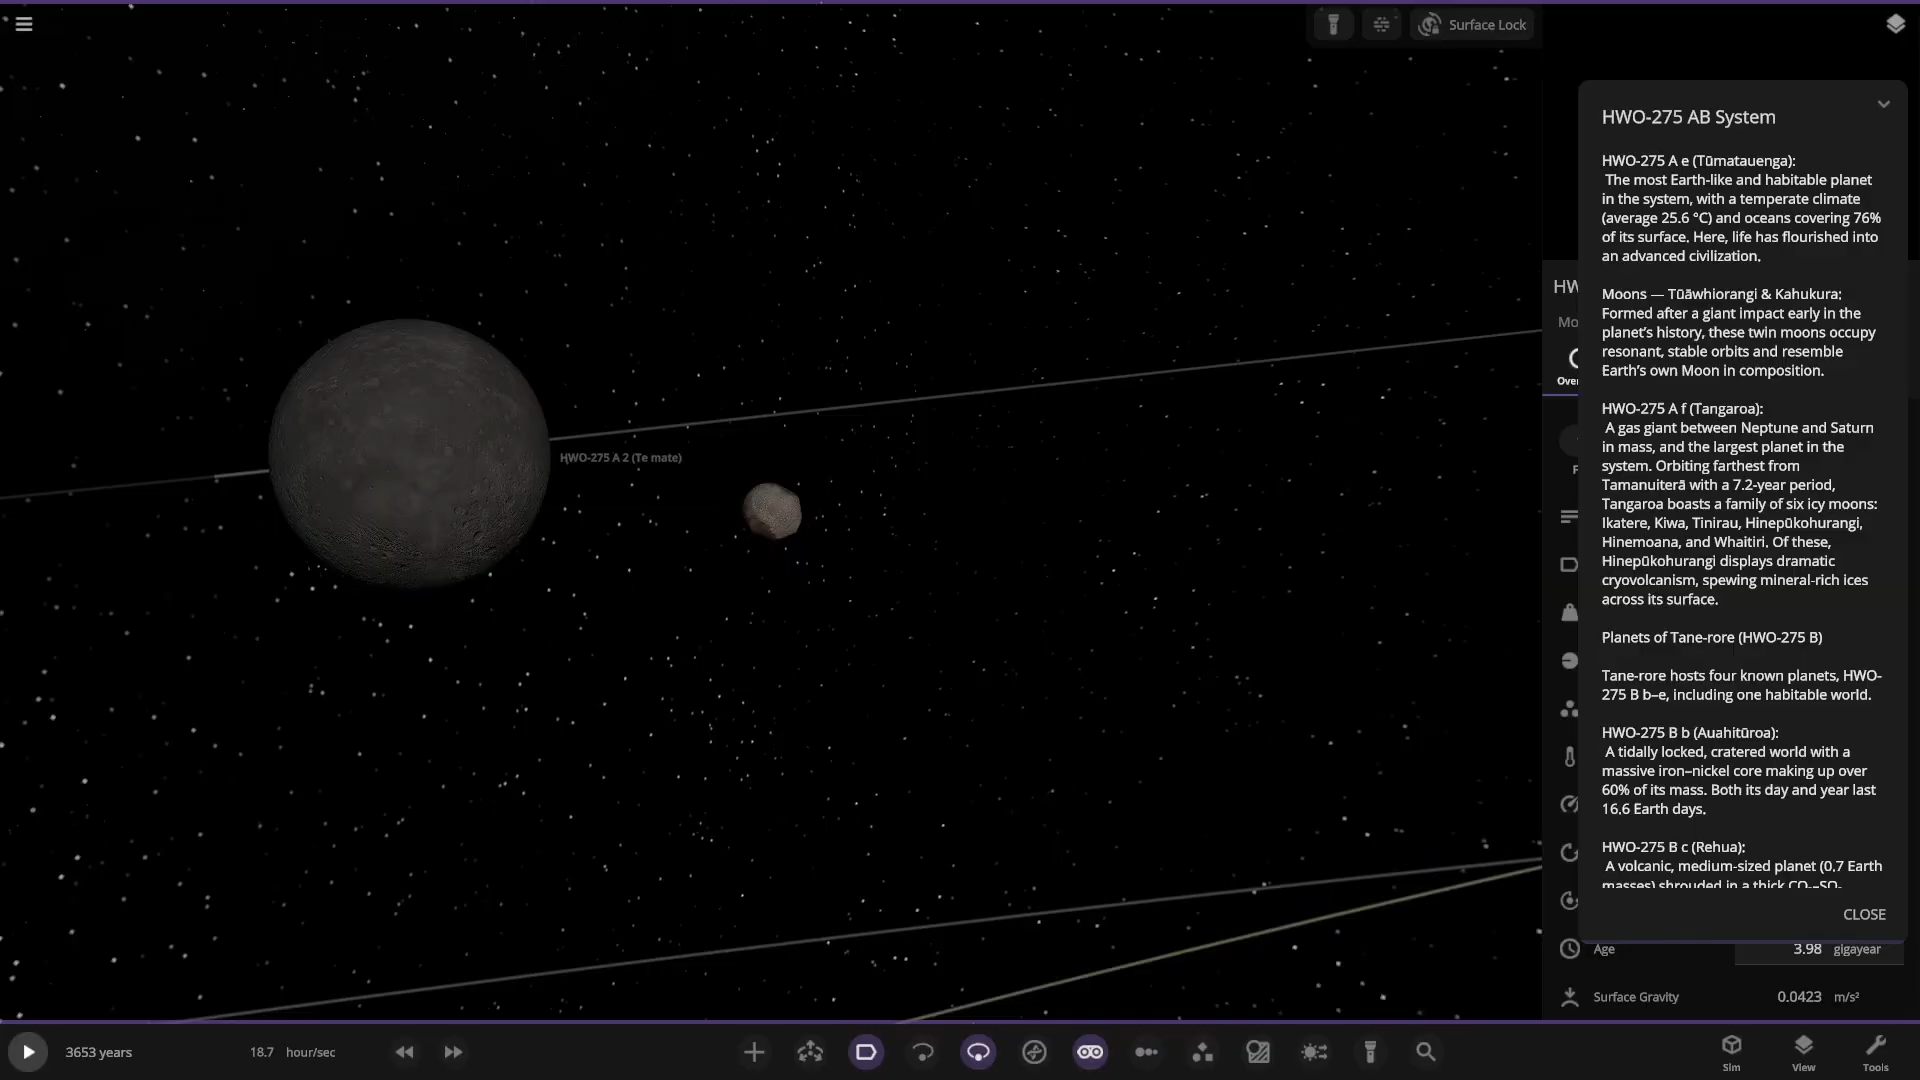 Surface Lock
HWO-275 AB System
HWO-275 A e (Tūmatauenga):
The most Earth-like and habitable planet
in the system, with a temperate climate
(average 25.6 °C) and oceans covering 76%
of its surface. Here, life has flourished into
an advanced civilization.
Moons — Tūāwhiorangi & Kahukura:
Formed after a giant impact early in the
planet's history, these twin moons occupy
resonant, stable orbits and resemble
Earth's own Moon in composition.
HWO-275 A f (Tangaroa):
A gas giant between Neptune and Saturn
in mass, and the largest planet in the
system. Orbiting farthest from
Tamanuiterā with a 7.2-year period,
Tangaroa boasts a family of six icy moons:
Ikatere, Kiwa, Tinirau, Hinepūkohurangi,
Hinemoana, and Whaitiri. Of these,
Hinepūkohurangi displays dramatic
cryovolcanism, spewing mineral-rich ices
across its surface.
Planets of Tane-rore (HWO-275 B)
Tane-rore hosts four known planets, HWO-
275 B b–e, including one habitable world.
HWO-275 B b (Auahitūroa):
A tidally locked, cratered world with a
massive iron–nickel core making up over
60% of its mass. Both its day and year last
16.6 Earth days.
HWO-275 B c (Rehua):
A volcanic, medium-sized planet (0.7 Earth
masses) shrouded in a thick CO₂–SO₂
CLOSE
HW
Mo
Over
HWO-275 A 2 (Te mate)
Age 3.98 gigayear
Surface Gravity 0.0423 m/s²
3653 years 18.7 hour/sec
Sim View Tools